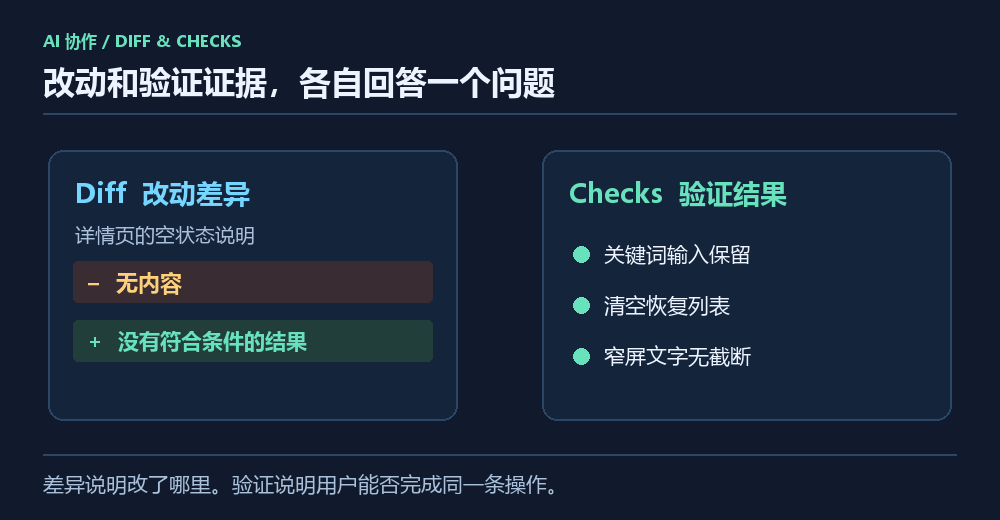 AI 协作 / DIFF & CHECKS
改动和验证证据，各自回答一个问题
Diff 改动差异
详情页的空状态说明
− 无内容
+ 没有符合条件的结果
Checks 验证结果
关键词输入保留
清空恢复列表
窄屏文字无截断
差异说明改了哪里。验证说明用户能否完成同一条操作。